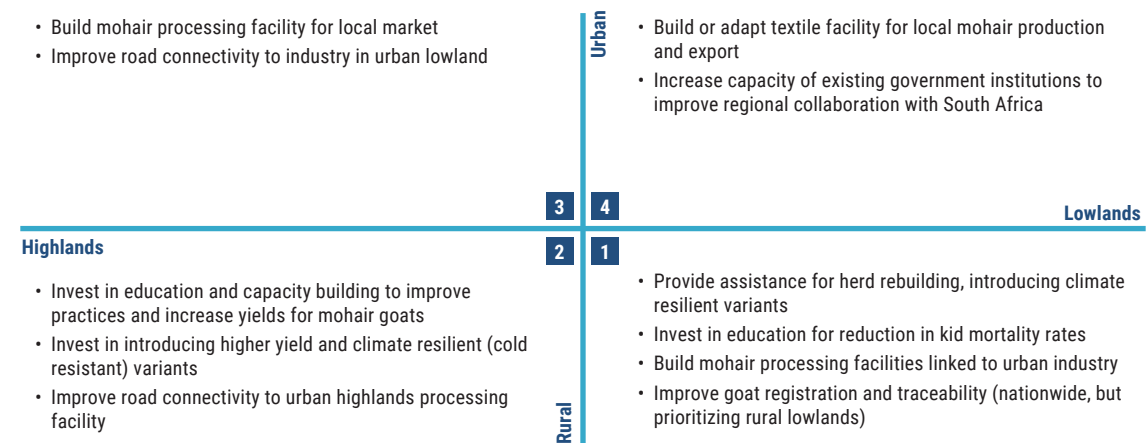 • Build mohair processing facility for local market
• Improve road connectivity to industry in urban lowland
Urban
• Build or adapt textile facility for local mohair production
and export
• Increase capacity of existing government institutions to
improve regional collaboration with South Africa
3
4
Lowlands
Highlands
2
1
• Invest in education and capacity building to improve
practices and increase yields for mohair goats
• Invest in introducing higher yield and climate resilient (cold
resistant) variants
• Improve road connectivity to urban highlands processing
facility
Rural
• Provide assistance for herd rebuilding, introducing climate
resilient variants
• Invest in education for reduction in kid mortality rates
• Build mohair processing facilities linked to urban industry
• Improve goat registration and traceability (nationwide, but
prioritizing rural lowlands)